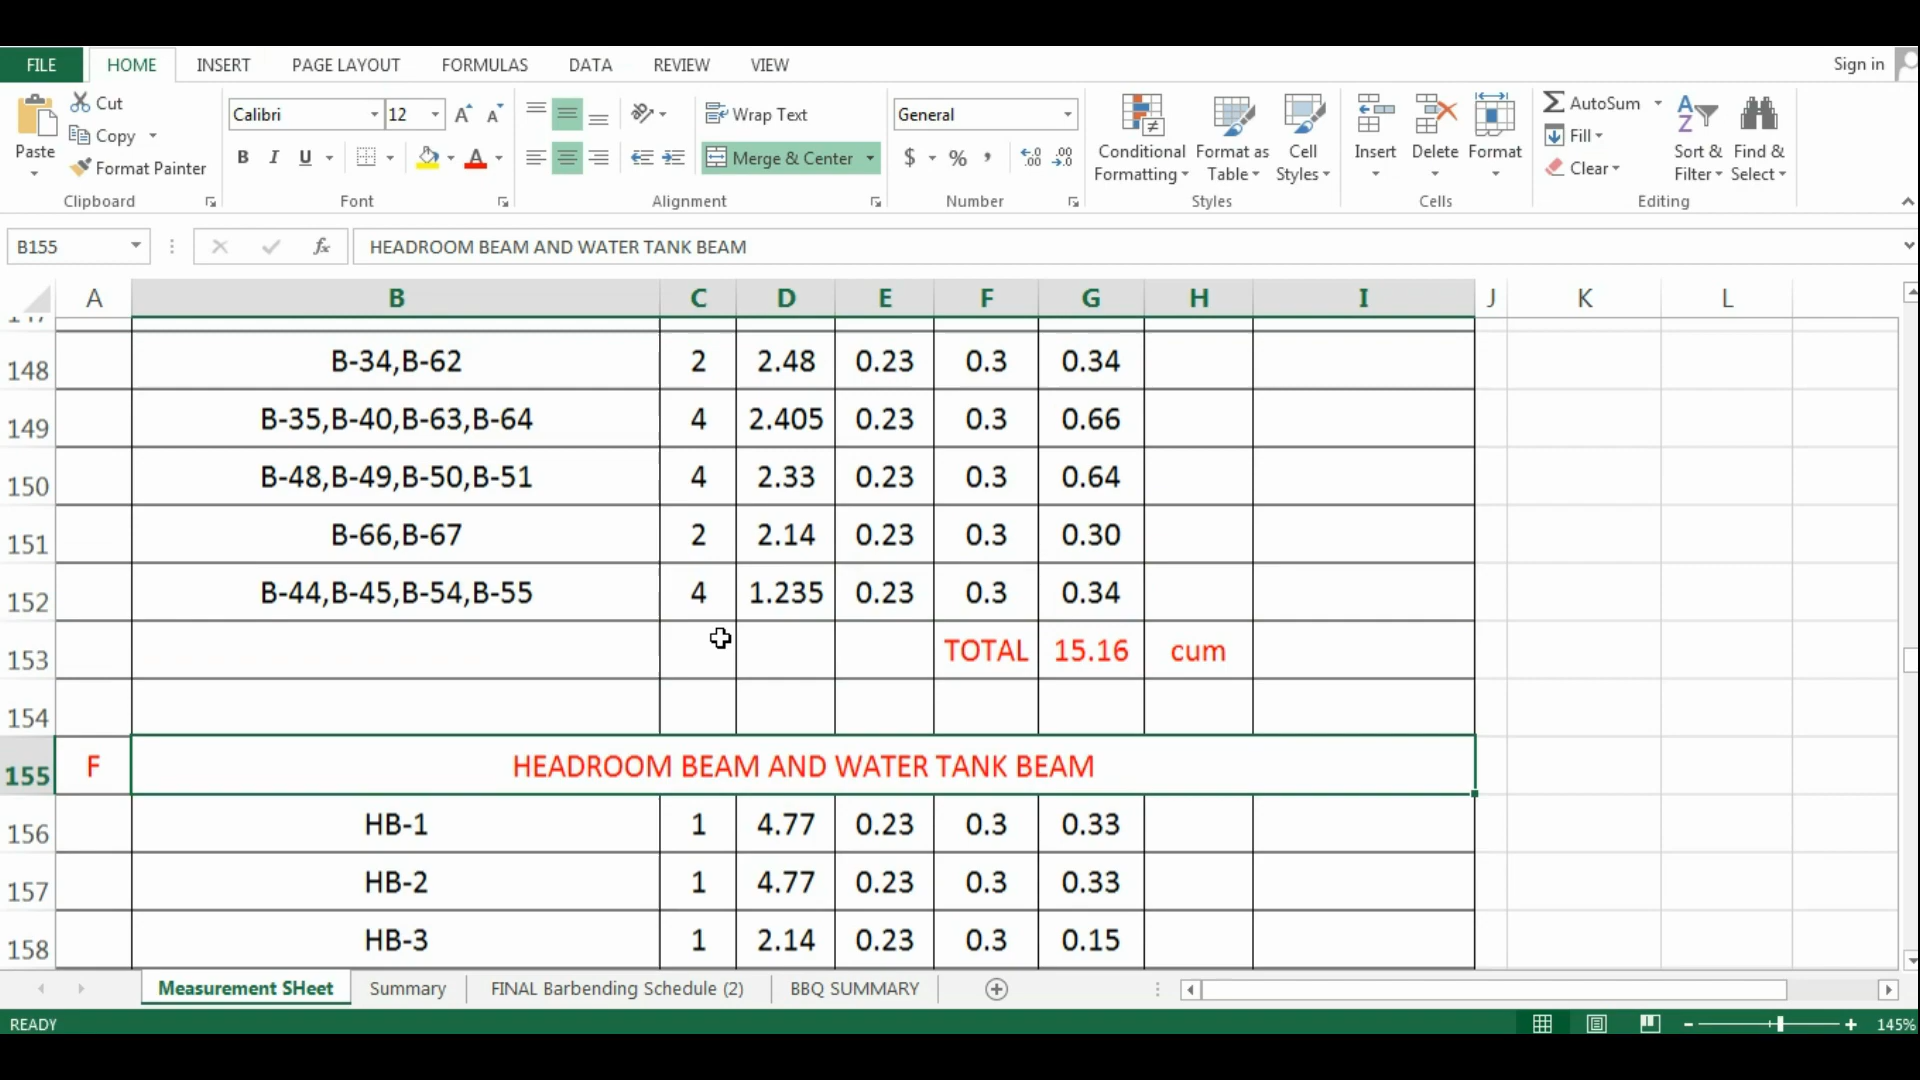 FILE HOME INSERT PAGE LAYOUT FORMULAS DATA REVIEW VIEW Sign in
Paste Cut Copy Format Painter Clipboard
Calibri 12 B I U A Font
Wrap Text Merge & Center Alignment
General $ % , Number
Conditional Formatting Format as Table Cell Styles Styles
Insert Delete Format Cells
AutoSum Fill Clear Sort & Filter Find & Select Editing
B155 fx HEADROOM BEAM AND WATER TANK BEAM
A B C D E F G H I J K L
148 B-34,B-62 2 2.48 0.23 0.3 0.34
149 B-35,B-40,B-63,B-64 4 2.405 0.23 0.3 0.66
150 B-48,B-49,B-50,B-51 4 2.33 0.23 0.3 0.64
151 B-66,B-67 2 2.14 0.23 0.3 0.30
152 B-44,B-45,B-54,B-55 4 1.235 0.23 0.3 0.34
153 TOTAL 15.16 cum
154
155 F HEADROOM BEAM AND WATER TANK BEAM
156 HB-1 1 4.77 0.23 0.3 0.33
157 HB-2 1 4.77 0.23 0.3 0.33
158 HB-3 1 2.14 0.23 0.3 0.15
Measurement SHeet Summary FINAL Barbending Schedule (2) BBQ SUMMARY
READY 145%